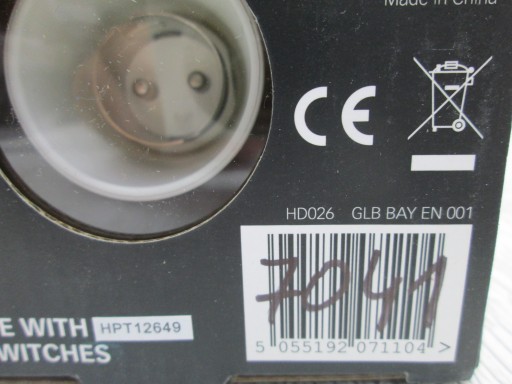 Made in China
CE
HD026 GLB BAY EN 001
7041
5 055192 071104 >
E WITH HPT12649
WITCHES